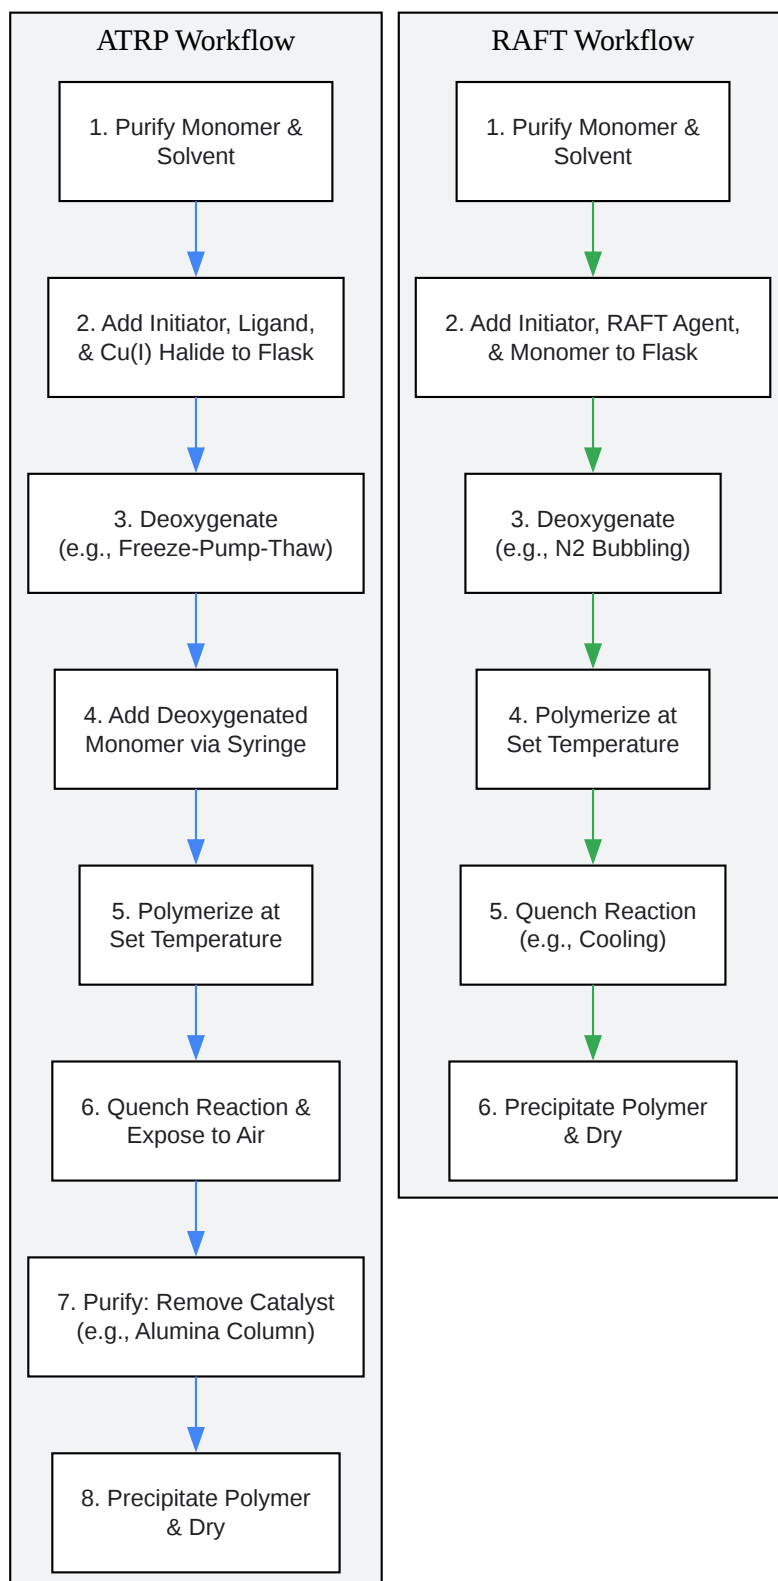 ATRP Workflow
1. Purify Monomer &
Solvent
2. Add Initiator, Ligand,
& Cu(I) Halide to Flask
3. Deoxygenate
(e.g., Freeze-Pump-Thaw)
4. Add Deoxygenated
Monomer via Syringe
5. Polymerize at
Set Temperature
6. Quench Reaction &
Expose to Air
7. Purify: Remove Catalyst
(e.g., Alumina Column)
8. Precipitate Polymer
& Dry
RAFT Workflow
1. Purify Monomer &
Solvent
2. Add Initiator, RAFT Agent,
& Monomer to Flask
3. Deoxygenate
(e.g., N2 Bubbling)
4. Polymerize at
Set Temperature
5. Quench Reaction
(e.g., Cooling)
6. Precipitate Polymer
& Dry